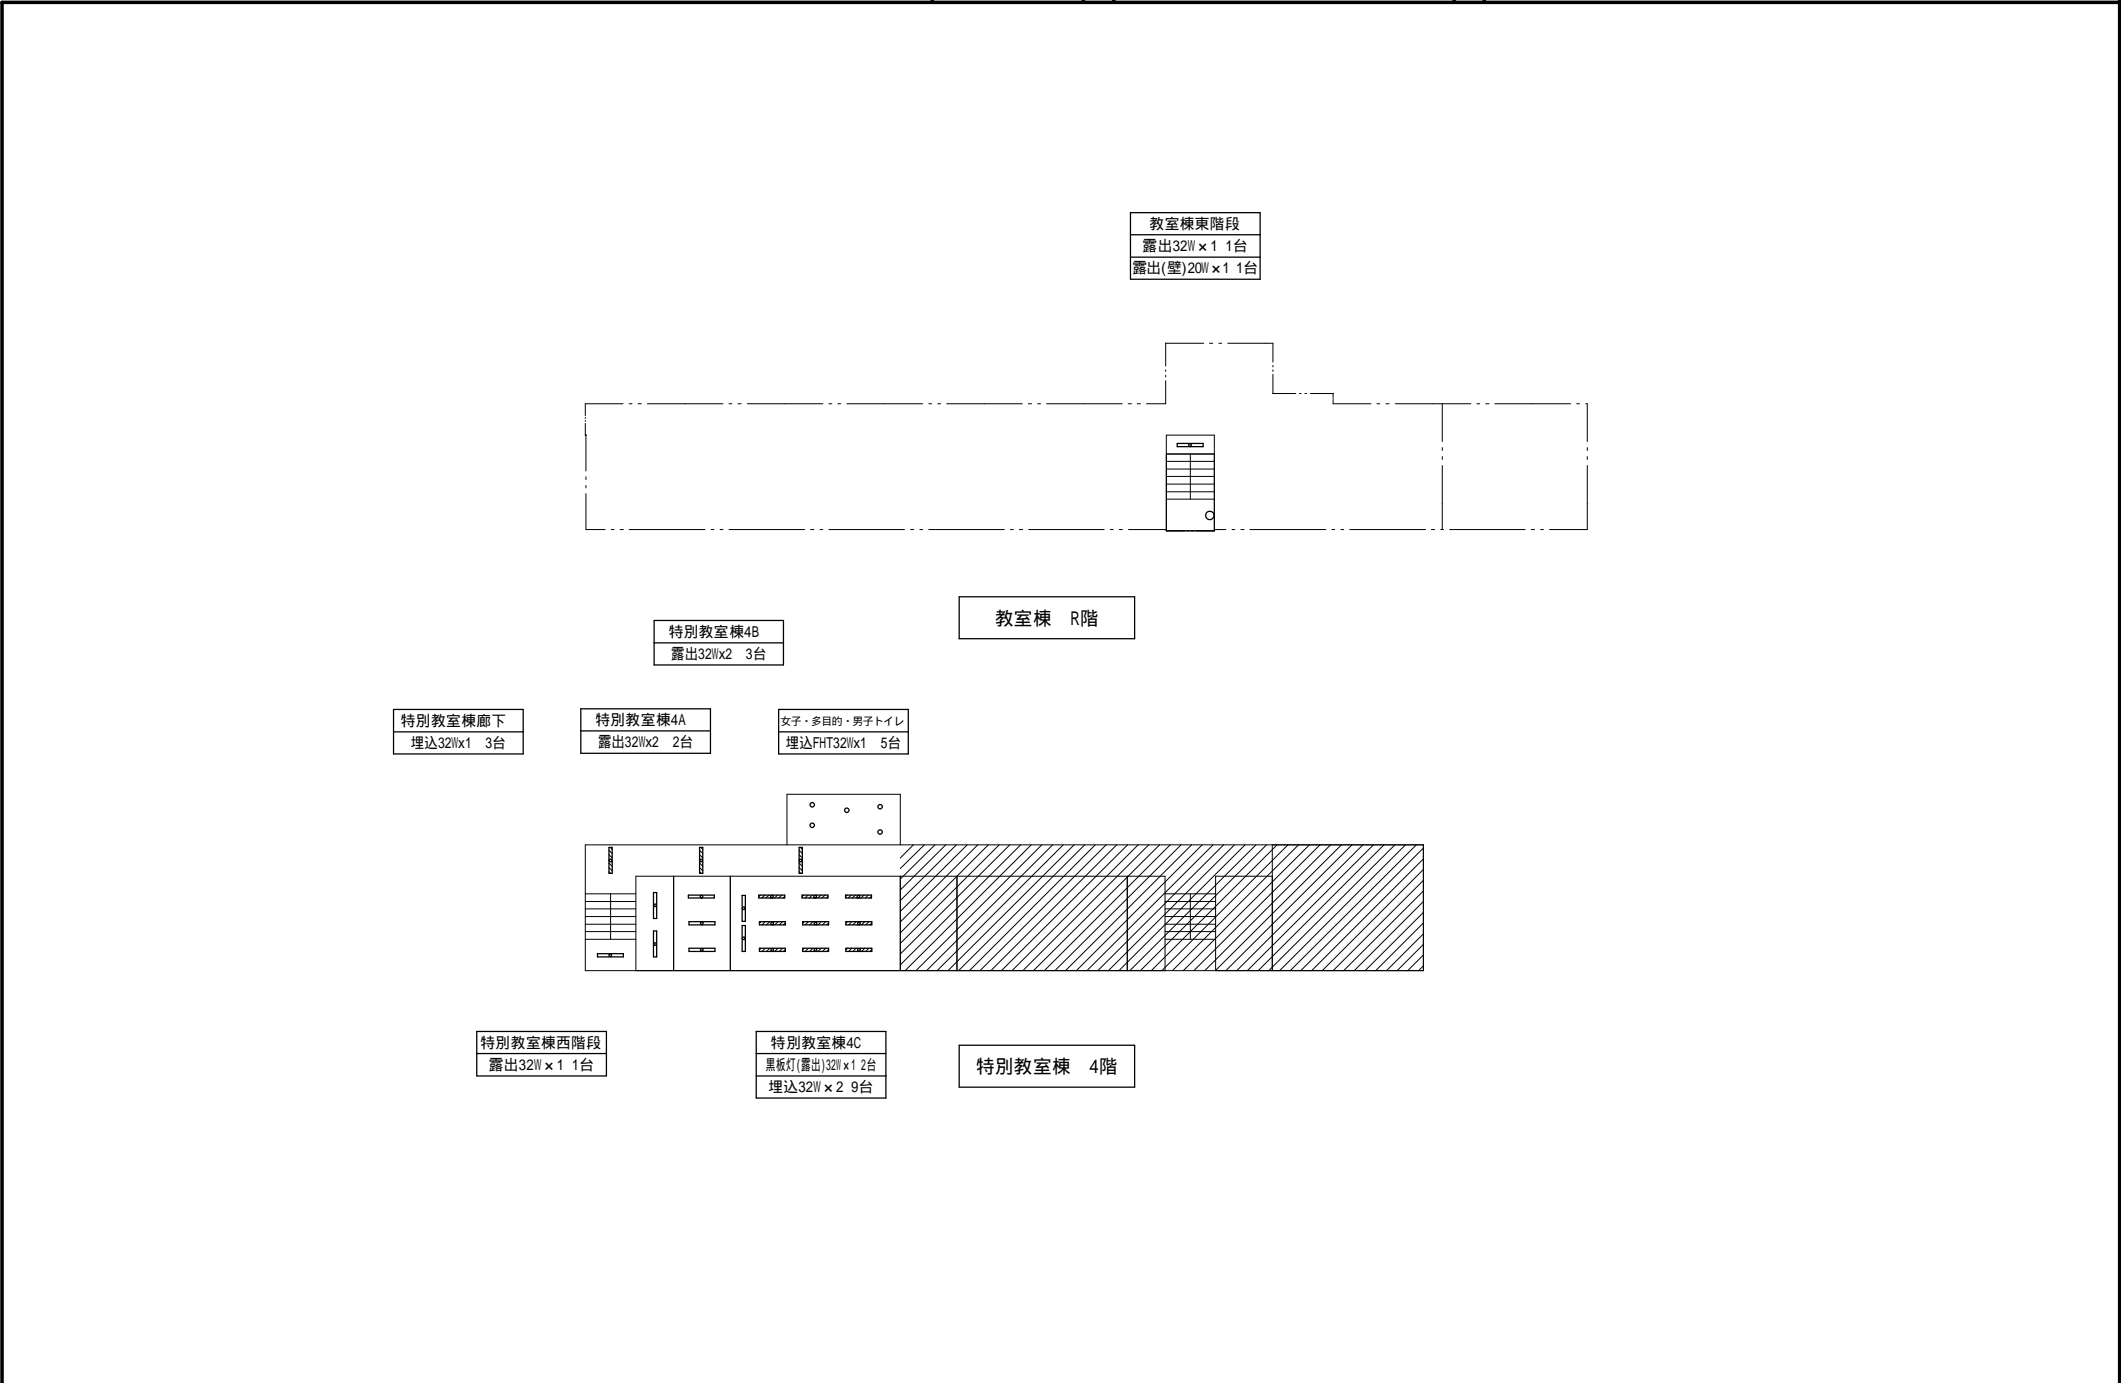 教室棟東階段
露出32W×1 1台
露出(壁)20W×1 1台
教室棟　R階
特別教室棟4B
露出32Wx2　3台
特別教室棟廊下
埋込32Wx1　3台
特別教室棟4A
露出32Wx2　2台
女子・多目的・男子トイレ
埋込FHT32Wx1　5台
特別教室棟西階段
露出32W×1 1台
特別教室棟4C
黒板灯(露出)32W×1 2台
埋込32W×2 9台
特別教室棟　4階